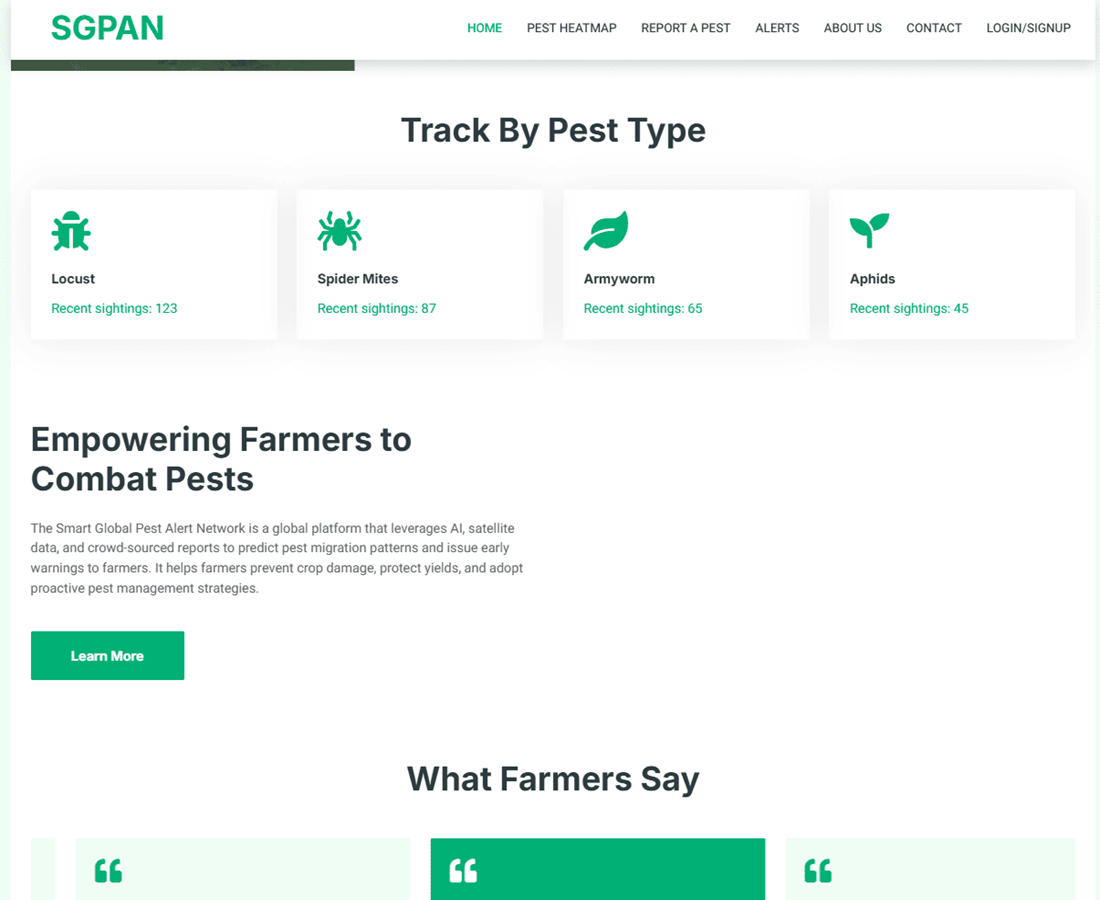 SGPAN
HOME PEST HEATMAP REPORT A PEST ALERTS ABOUT US CONTACT LOGIN/SIGNUP
Track By Pest Type
Locust
Recent sightings: 123
Spider Mites
Recent sightings: 87
Armyworm
Recent sightings: 65
Aphids
Recent sightings: 45
Empowering Farmers to
Combat Pests
The Smart Global Pest Alert Network is a global platform that leverages AI, satellite
data, and crowd-sourced reports to predict pest migration patterns and issue early
warnings to farmers. It helps farmers prevent crop damage, protect yields, and adopt
proactive pest management strategies.
Learn More
What Farmers Say